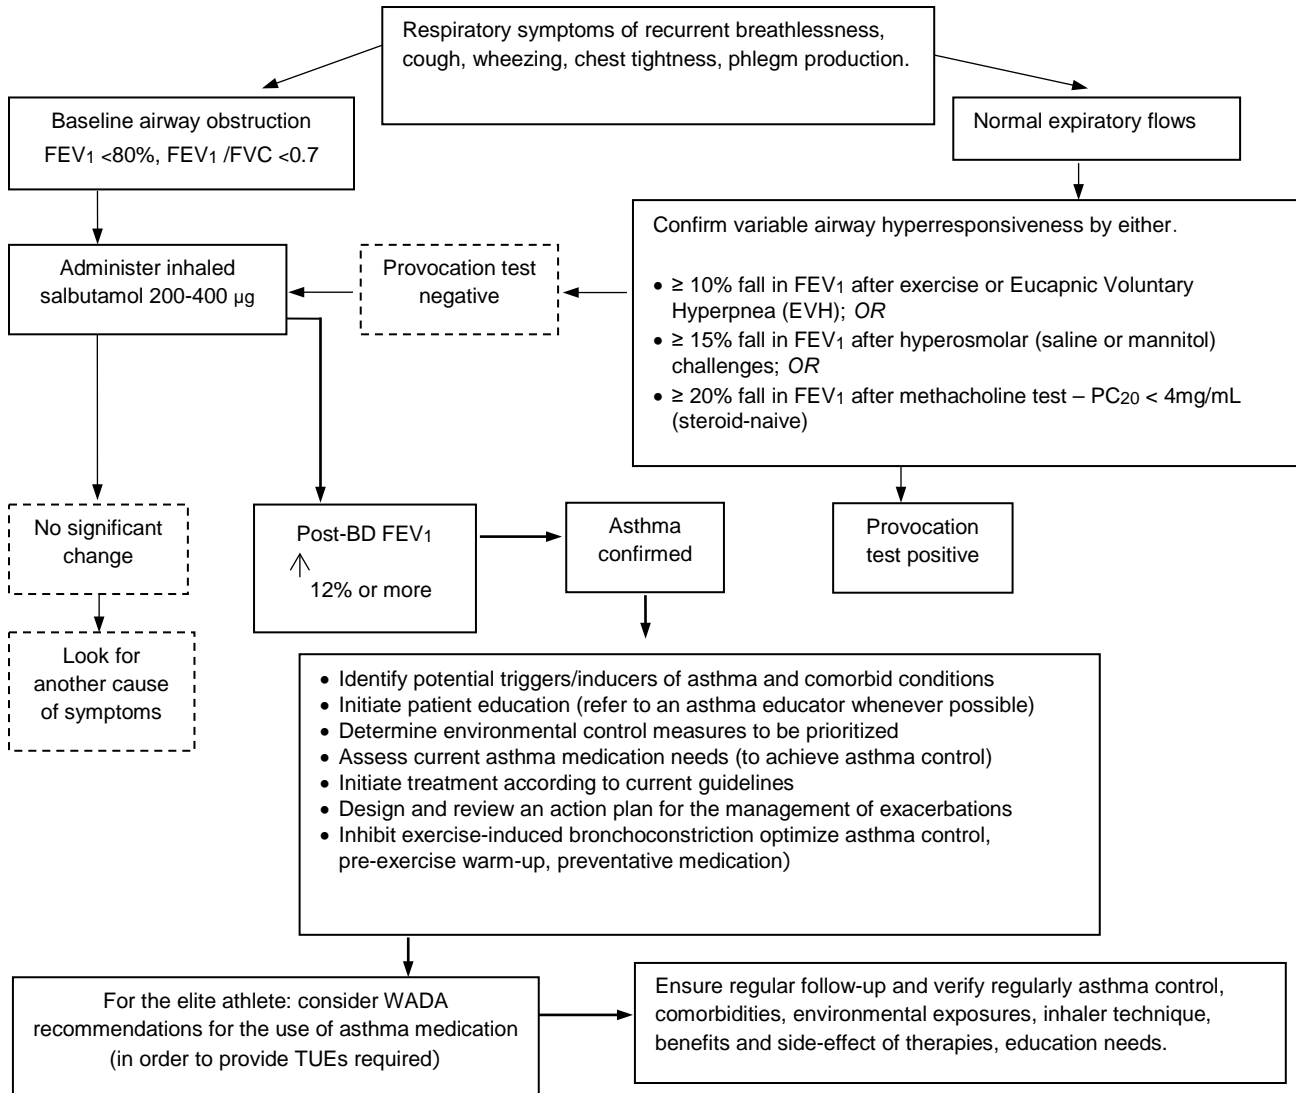 Respiratory symptoms of recurrent breathlessness,
cough, wheezing, chest tightness, phlegm production.
Baseline airway obstruction
FEV1 <80%, FEV1 /FVC <0.7
Normal expiratory flows
Confirm variable airway hyperresponsiveness by either.
• ≥ 10% fall in FEV1 after exercise or Eucapnic Voluntary
Hyperpnea (EVH); OR
• ≥ 15% fall in FEV1 after hyperosmolar (saline or mannitol)
challenges; OR
• ≥ 20% fall in FEV1 after methacholine test – PC20 < 4mg/mL
(steroid-naive)
Administer inhaled
salbutamol 200-400 µg
Provocation test
negative
No significant
change
Post-BD FEV1
↑
12% or more
Asthma
confirmed
Provocation
test positive
Look for
another cause
of symptoms
• Identify potential triggers/inducers of asthma and comorbid conditions
• Initiate patient education (refer to an asthma educator whenever possible)
• Determine environmental control measures to be prioritized
• Assess current asthma medication needs (to achieve asthma control)
• Initiate treatment according to current guidelines
• Design and review an action plan for the management of exacerbations
• Inhibit exercise-induced bronchoconstriction optimize asthma control,
pre-exercise warm-up, preventative medication)
For the elite athlete: consider WADA
recommendations for the use of asthma medication
(in order to provide TUEs required)
Ensure regular follow-up and verify regularly asthma control,
comorbidities, environmental exposures, inhaler technique,
benefits and side-effect of therapies, education needs.